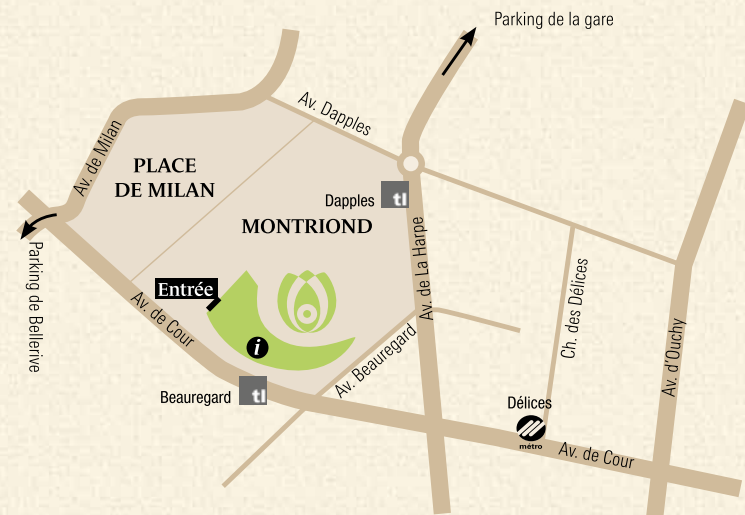 Parking de la gare
Av. Dapples
Av. de Milan
PLACE
DE MILAN
Dapples
tl
MONTRIOND
Av. de La Harpe
Parking de Bellerive
Entrée
Av. de Cour
Ch. des Délices
i
Av. Beauregard
Av. d'Ouchy
Beauregard
tl
Délices
métro
Av. de Cour